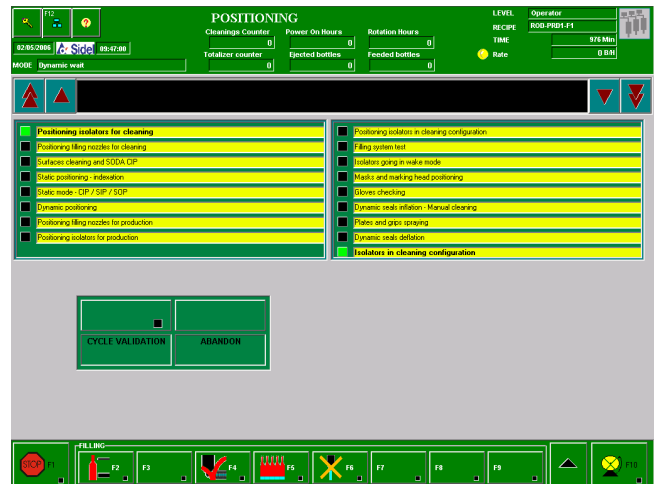 F12
POSITIONING
LEVEL Operator
Cleanings Counter Power On Hours Rotation Hours
RECIPE ROD-PRD1-F1
0 0 0
TIME 976 Min
02/05/2006 Sidel 09:47:00
Totalizer counter Ejected bottles Feeded bottles
Rate 0 B/H
MODE Dynamic wait
0 0 0
Positioning isolators for cleaning
Positioning filling nozzles for cleaning
Surfaces cleaning and SODA CIP
Static positioning - indexation
Static mode - CIP / SIP / SOP
Dynamic positioning
Positioning filling nozzles for production
Positioning isolators for production
Positioning isolators in cleaning configuration
Filling system test
Isolators going in wake mode
Masks and marking head positioning
Gloves checking
Dynamic seals inflation - Manual cleaning
Plates and grips spraying
Dynamic seals deflation
Isolators in cleaning configuration
CYCLE VALIDATION ABANDON
FILLING
STOP F1 F2 F3 F4 F5 F6 F7 F8 F9 F10